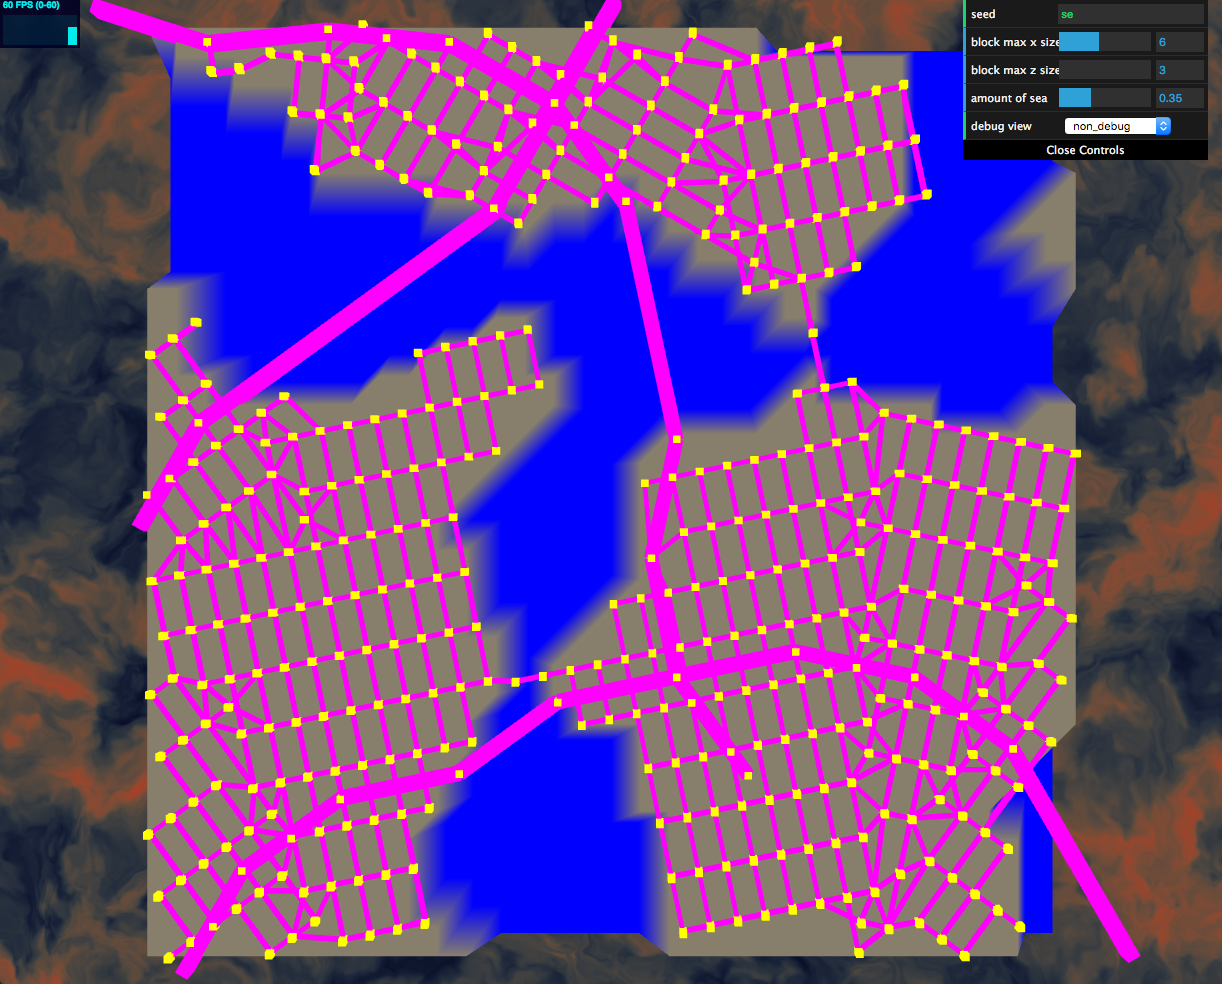 60 FPS (0-60)
seed se
block max x size 6
block max z size 3
amount of sea 0.35
debug view non_debug
Close Controls